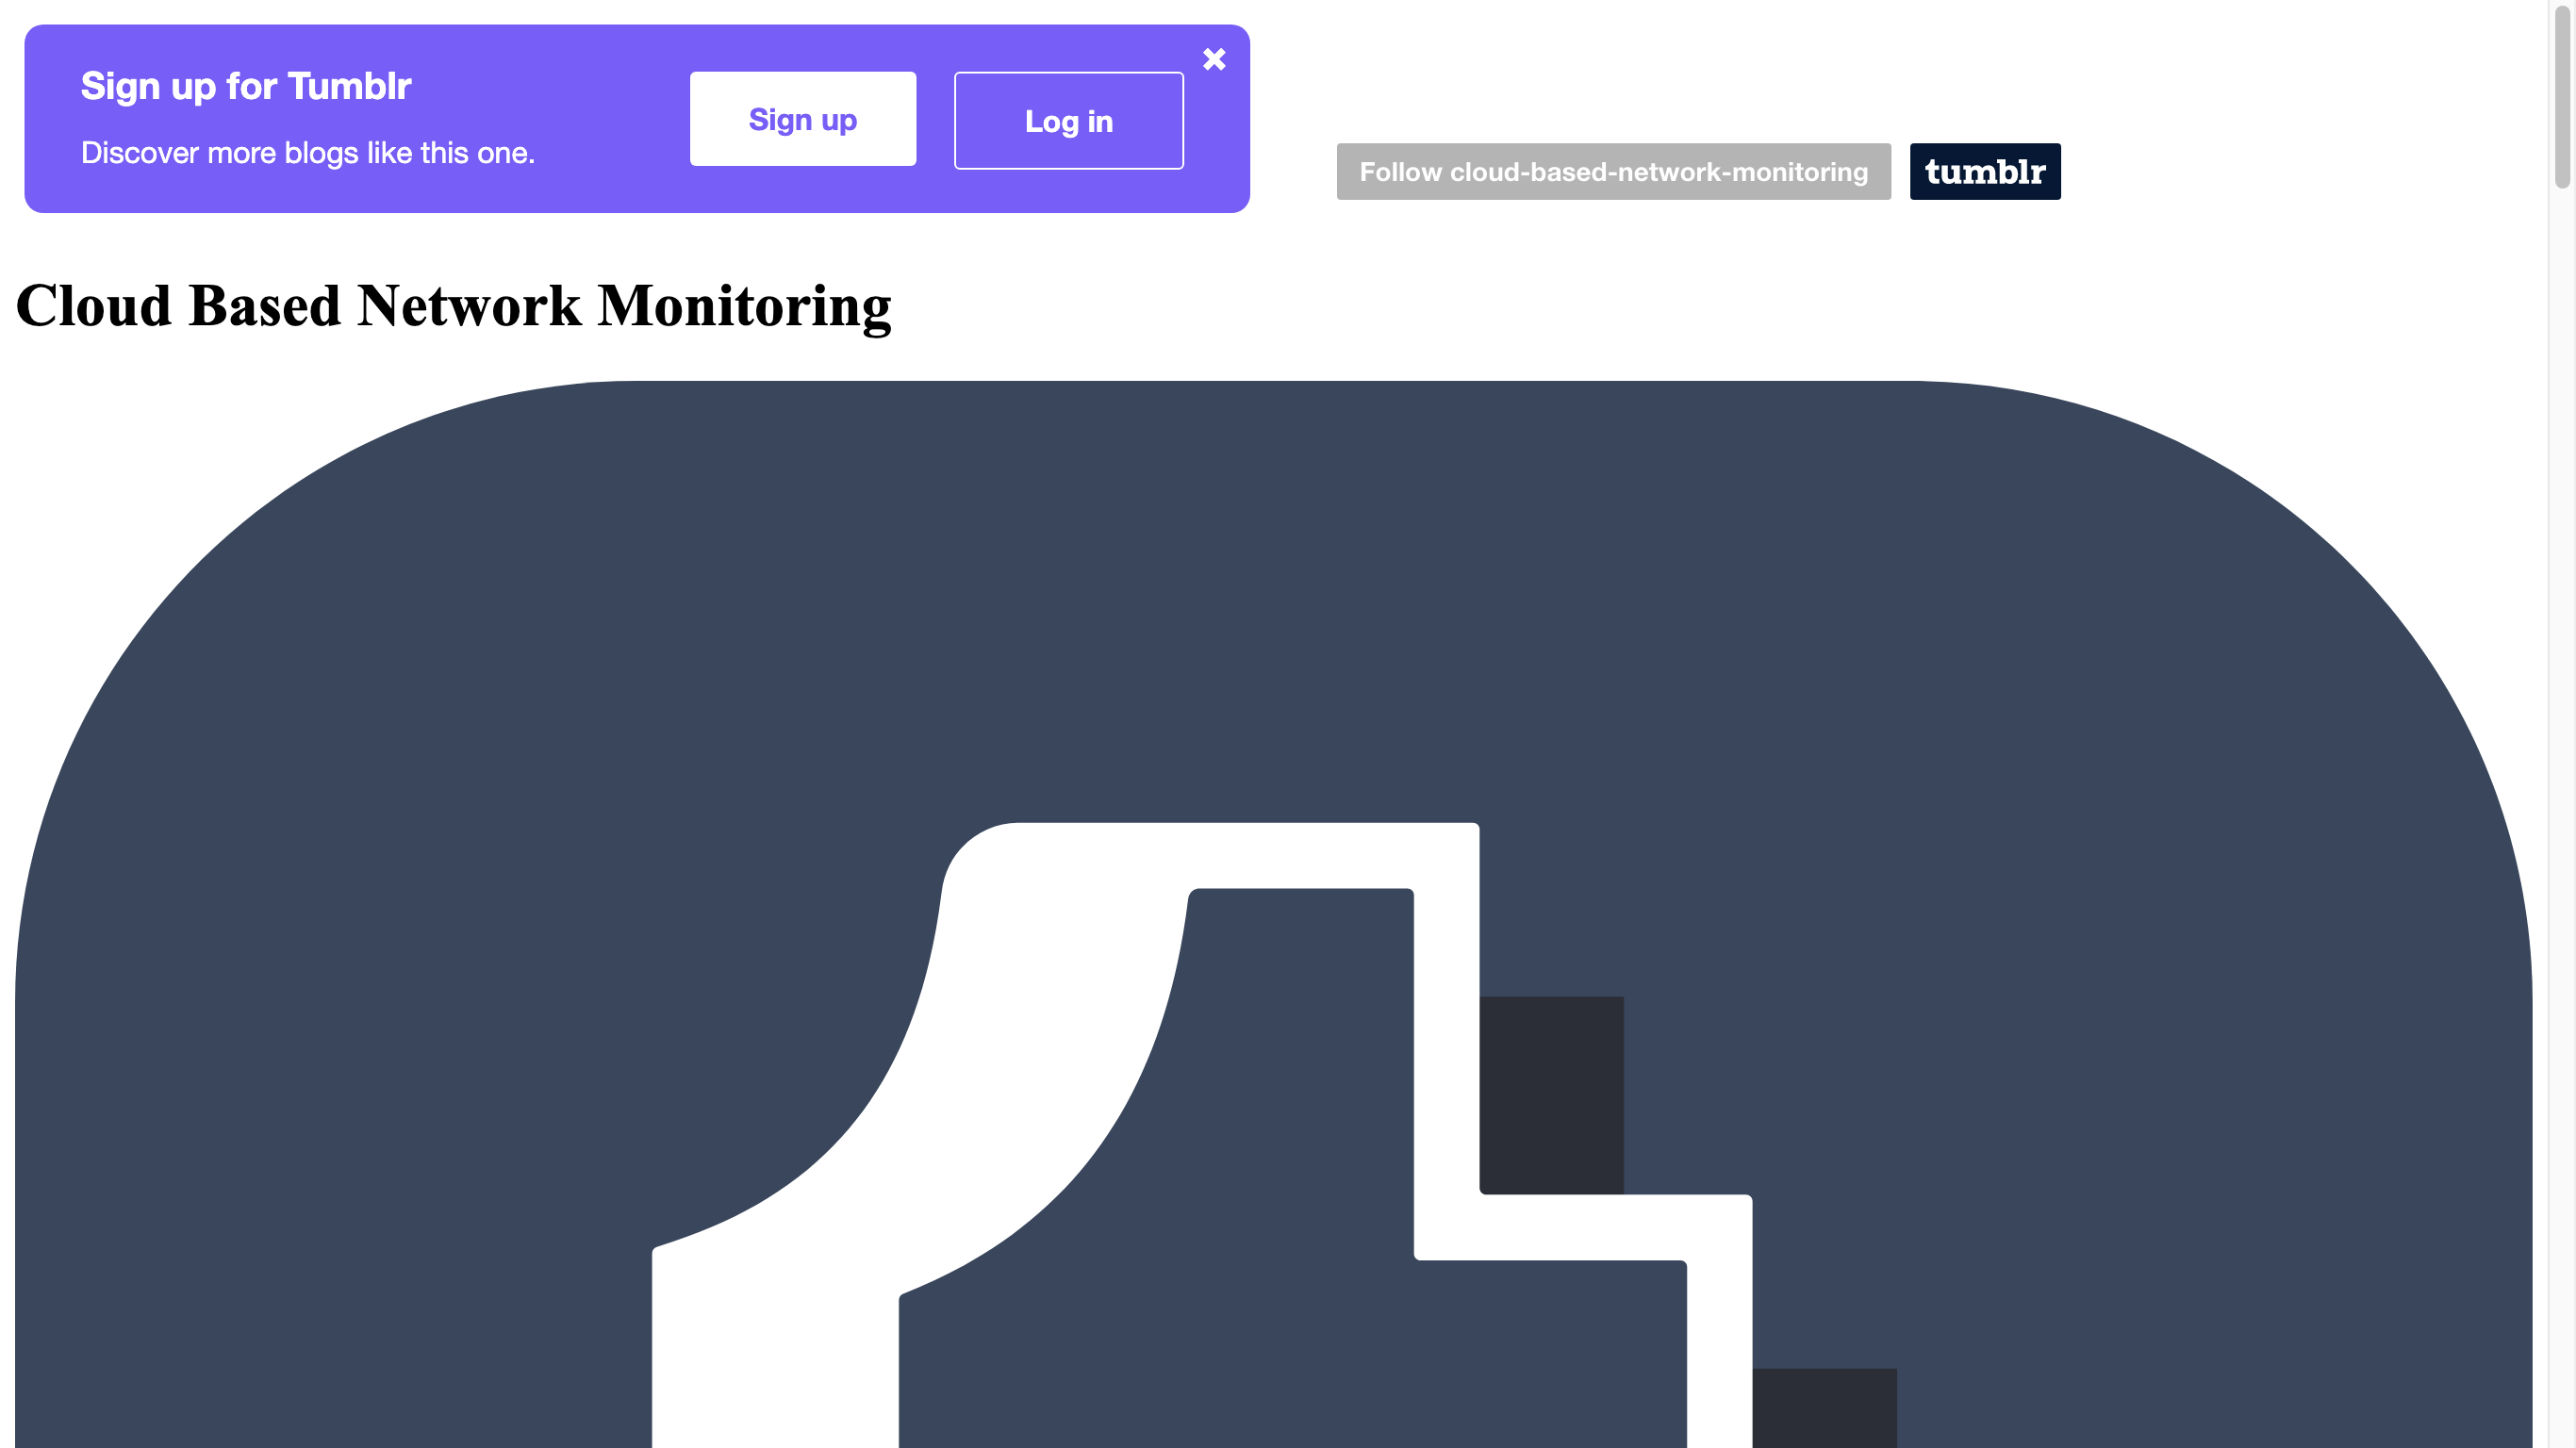 Sign up for Tumblr
Discover more blogs like this one.
Sign up
Log in
Follow cloud-based-network-monitoring
tumblr
Cloud Based Network Monitoring